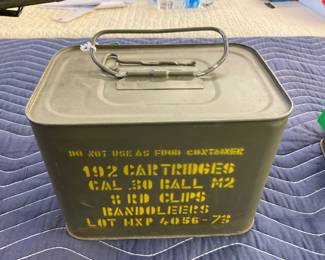 DO NOT USE AS FOOD CONTAINER
192 CARTRIDGES
CAL .30 BALL M2
8 RD CLIPS
BANDOLEERS
LOT HXP 4056-73